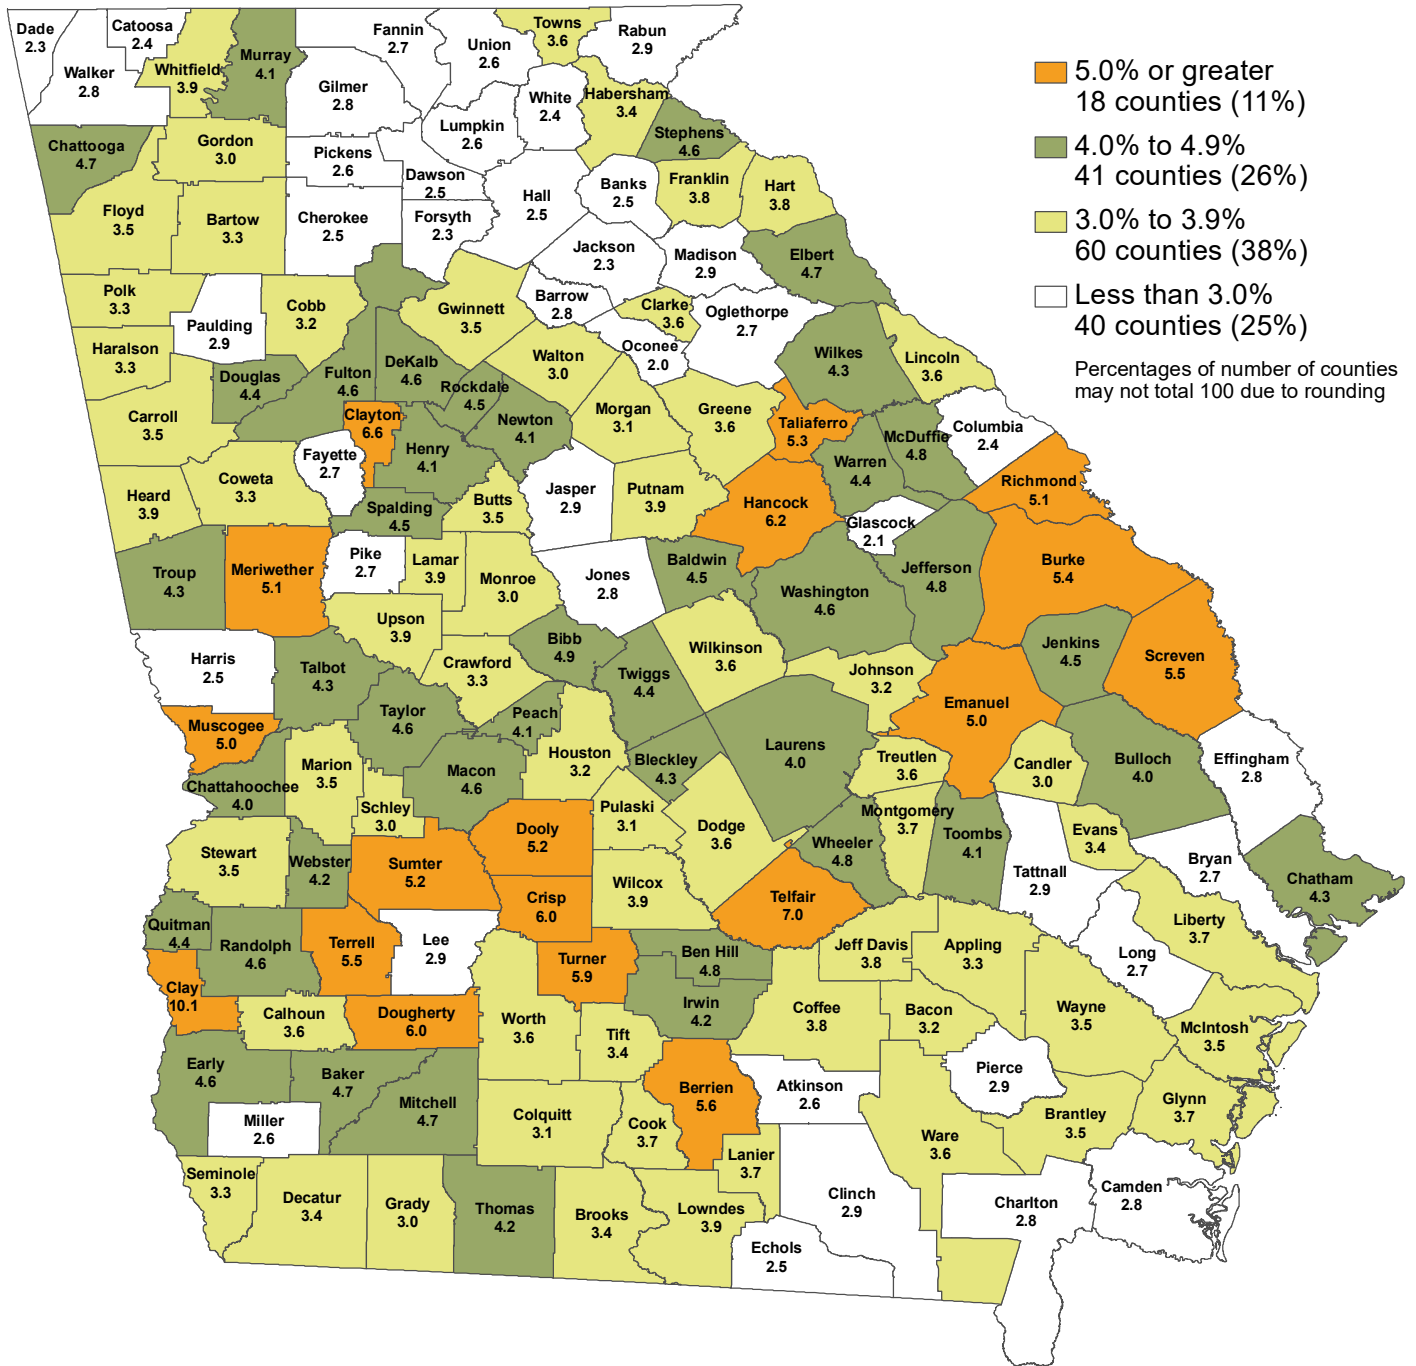 Dade
2.3
Catoosa
2.4
Walker
2.8
Whitfield
3.9
Murray
4.1
Fannin
2.7
Gilmer
2.8
Union
2.6
Towns
3.6
Rabun
2.9
White
2.4
Habersham
3.4
Lumpkin
2.6
Stephens
4.6
Chattooga
4.7
Gordon
3.0
Pickens
2.6
Dawson
2.5
Hall
2.5
Banks
2.5
Franklin
3.8
Hart
3.8
Floyd
3.5
Bartow
3.3
Cherokee
2.5
Forsyth
2.3
Jackson
2.3
Madison
2.9
Elbert
4.7
Polk
3.3
Paulding
2.9
Cobb
3.2
Gwinnett
3.5
Barrow
2.8
Clarke
3.6
Oglethorpe
2.7
Oconee
2.0
Haralson
3.3
Douglas
4.4
Fulton
4.6
DeKalb
4.6
Rockdale
4.5
Walton
3.0
Wilkes
4.3
Lincoln
3.6
Carroll
3.5
Clayton
6.6
Newton
4.1
Morgan
3.1
Greene
3.6
Taliaferro
5.3
McDuffie
4.8
Columbia
2.4
Fayette
2.7
Henry
4.1
Warren
4.4
Richmond
5.1
Heard
3.9
Coweta
3.3
Spalding
4.5
Butts
3.5
Jasper
2.9
Putnam
3.9
Hancock
6.2
Glascock
2.1
Troup
4.3
Meriwether
5.1
Pike
2.7
Lamar
3.9
Monroe
3.0
Jones
2.8
Baldwin
4.5
Washington
4.6
Jefferson
4.8
Burke
5.4
Upson
3.9
Harris
2.5
Talbot
4.3
Crawford
3.3
Bibb
4.9
Twiggs
4.4
Wilkinson
3.6
Johnson
3.2
Jenkins
4.5
Screven
5.5
Emanuel
5.0
Muscogee
5.0
Taylor
4.6
Peach
4.1
Houston
3.2
Bleckley
4.3
Laurens
4.0
Treutlen
3.6
Candler
3.0
Bulloch
4.0
Effingham
2.8
Chattahoochee
4.0
Marion
3.5
Macon
4.6
Schley
3.0
Pulaski
3.1
Dodge
3.6
Wheeler
4.8
Montgomery
3.7
Toombs
4.1
Evans
3.4
Tattnall
2.9
Bryan
2.7
Chatham
4.3
Stewart
3.5
Webster
4.2
Sumter
5.2
Dooly
5.2
Crisp
6.0
Wilcox
3.9
Telfair
7.0
Quitman
4.4
Randolph
4.6
Terrell
5.5
Lee
2.9
Turner
5.9
Ben Hill
4.8
Jeff Davis
3.8
Appling
3.3
Long
2.7
Liberty
3.7
Clay
10.1
Calhoun
3.6
Dougherty
6.0
Worth
3.6
Tift
3.4
Irwin
4.2
Coffee
3.8
Bacon
3.2
Wayne
3.5
McIntosh
3.5
Early
4.6
Baker
4.7
Mitchell
4.7
Miller
2.6
Colquitt
3.1
Cook
3.7
Berrien
5.6
Atkinson
2.6
Pierce
2.9
Ware
3.6
Brantley
3.5
Glynn
3.7
Seminole
3.3
Decatur
3.4
Grady
3.0
Thomas
4.2
Brooks
3.4
Lanier
3.7
Lowndes
3.9
Clinch
2.9
Echols
2.5
Charlton
2.8
Camden
2.8
5.0% or greater
18 counties (11%)
4.0% to 4.9%
41 counties (26%)
3.0% to 3.9%
60 counties (38%)
Less than 3.0%
40 counties (25%)
Percentages of number of counties
may not total 100 due to rounding